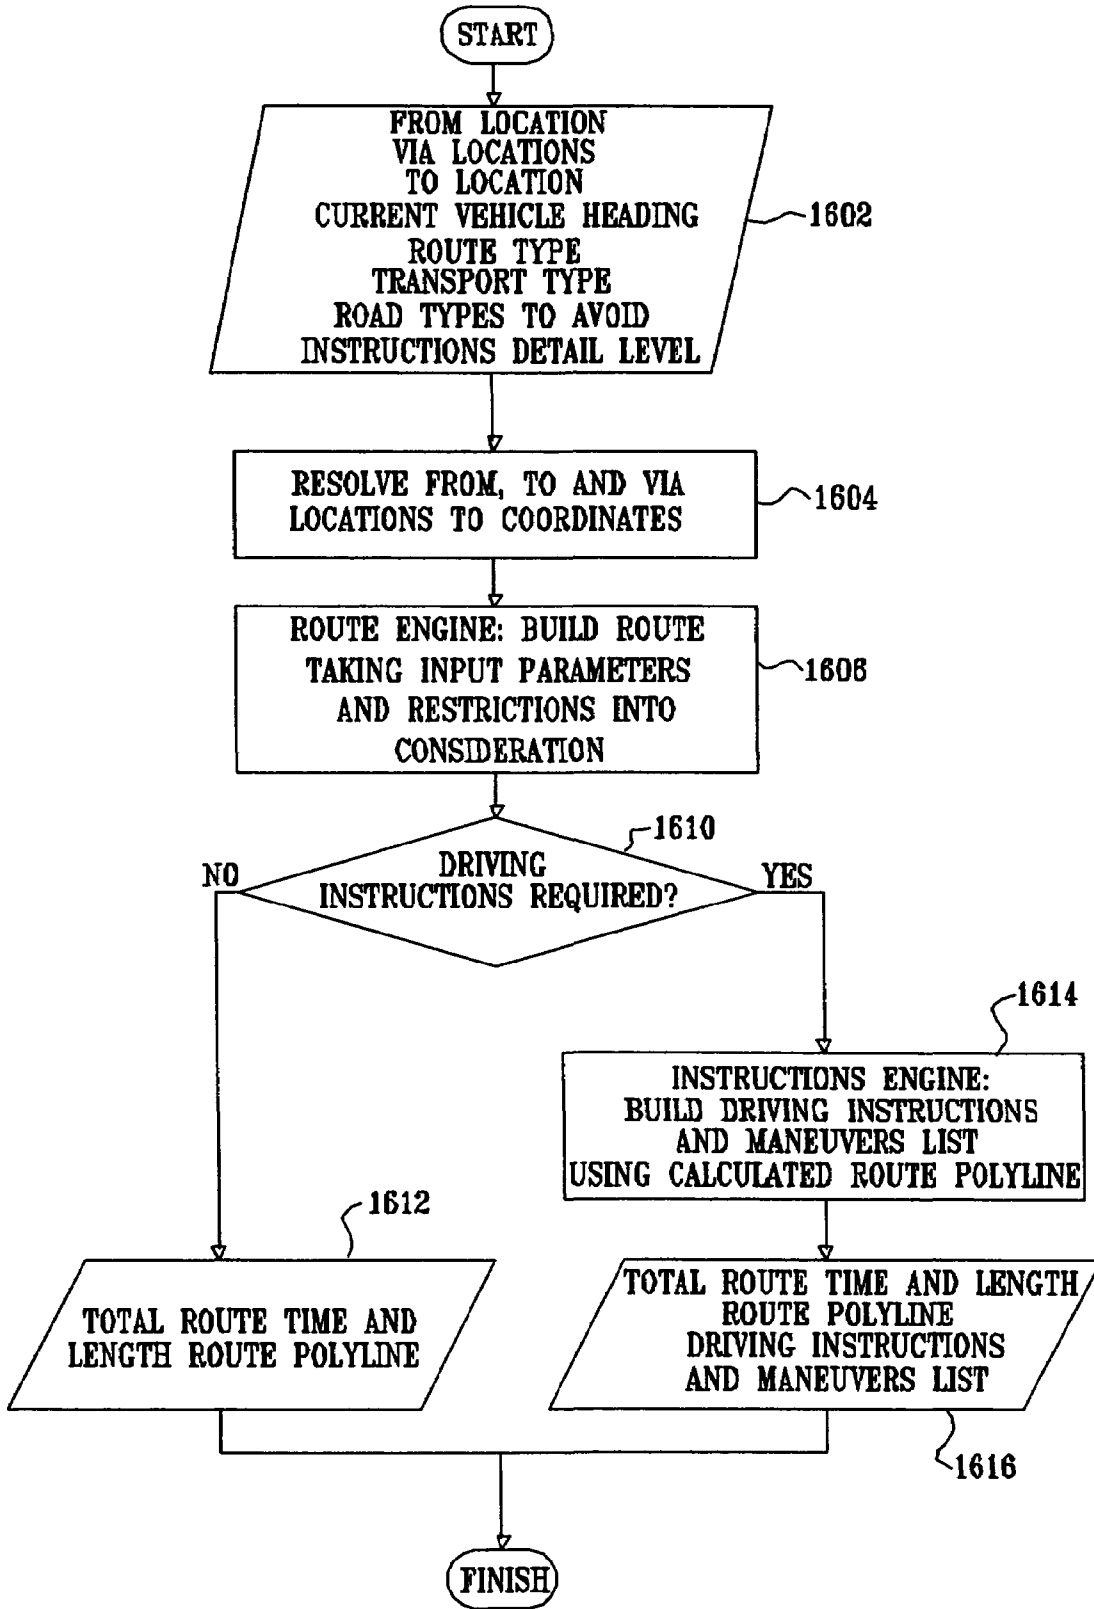 START
FROM LOCATION
VIA LOCATIONS
TO LOCATION
CURRENT VEHICLE HEADING
ROUTE TYPE
TRANSPORT TYPE
ROAD TYPES TO AVOID
INSTRUCTIONS DETAIL LEVEL
1602
RESOLVE FROM, TO AND VIA
LOCATIONS TO COORDINATES
1604
ROUTE ENGINE: BUILD ROUTE
TAKING INPUT PARAMETERS
AND RESTRICTIONS INTO
CONSIDERATION
1606
1610
DRIVING
INSTRUCTIONS REQUIRED?
NO
YES
1614
INSTRUCTIONS ENGINE:
BUILD DRIVING INSTRUCTIONS
AND MANEUVERS LIST
USING CALCULATED ROUTE POLYLINE
1612
TOTAL ROUTE TIME AND
LENGTH ROUTE POLYLINE
TOTAL ROUTE TIME AND LENGTH
ROUTE POLYLINE
DRIVING INSTRUCTIONS
AND MANEUVERS LIST
1616
FINISH